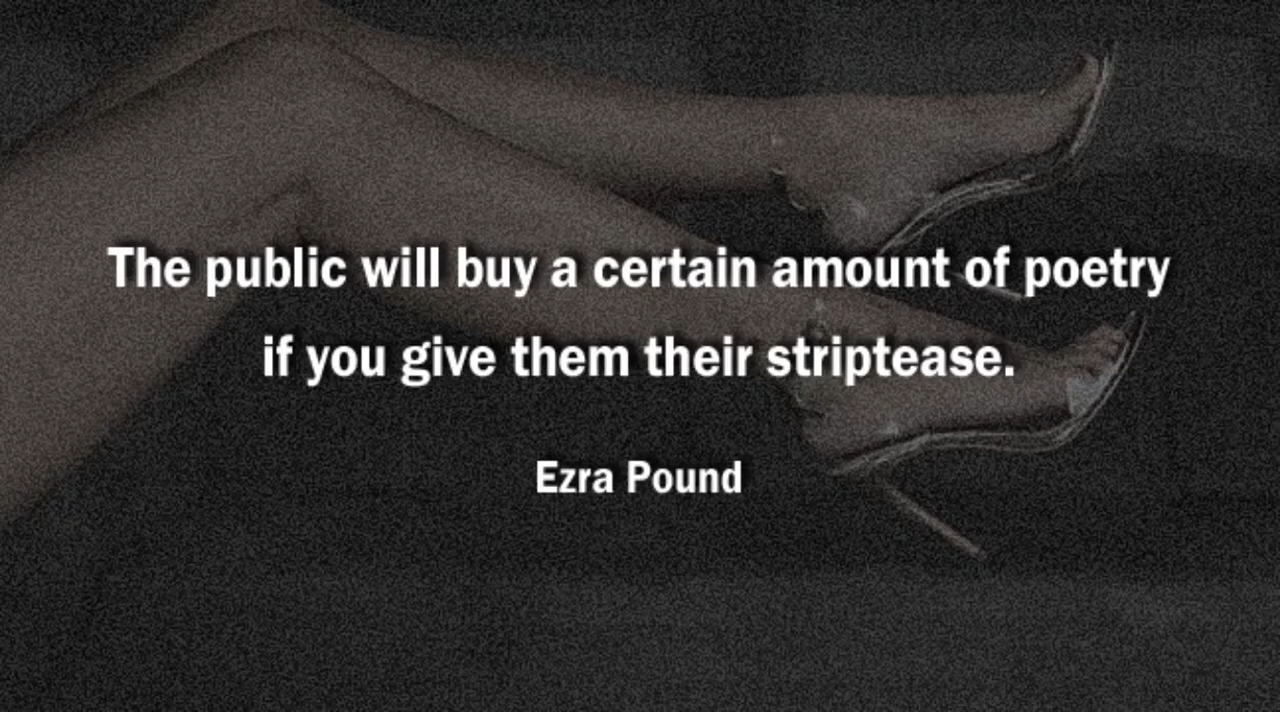 The public will buy a certain amount of poetry
if you give them their striptease.
Ezra Pound